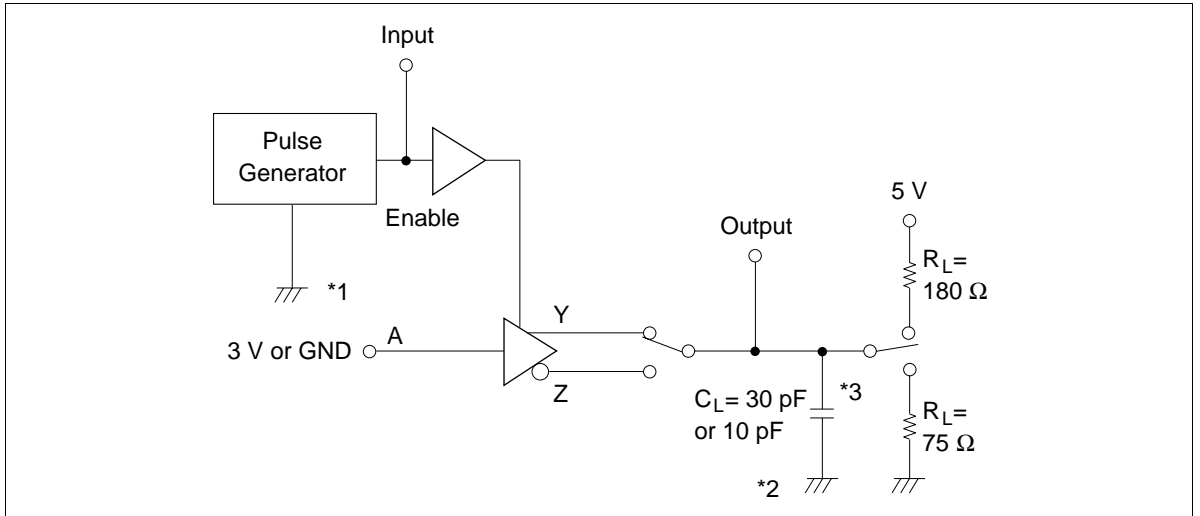 Input
Pulse
Generator
Enable
*1
5 V
Output
R_L=
180 Ω
Y
3 V or GND
A
Z
C_L= 30 pF
or 10 pF
*3
R_L=
75 Ω
*2